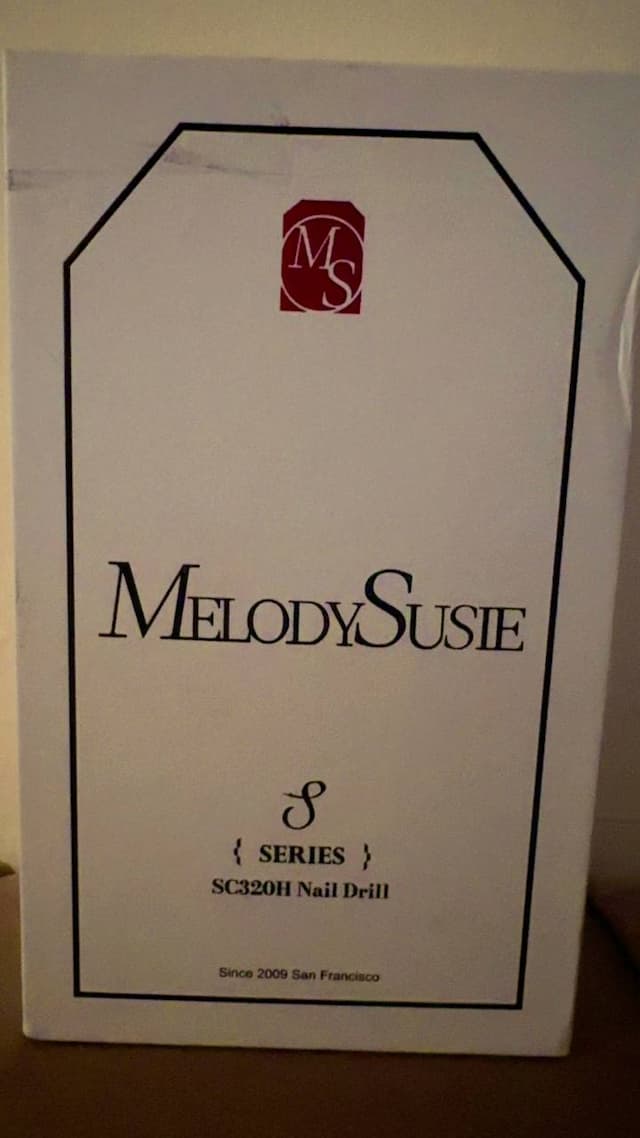 MS
MELODYSUSIE
S
{ SERIES }
SC320H Nail Drill
Since 2009 San Francisco